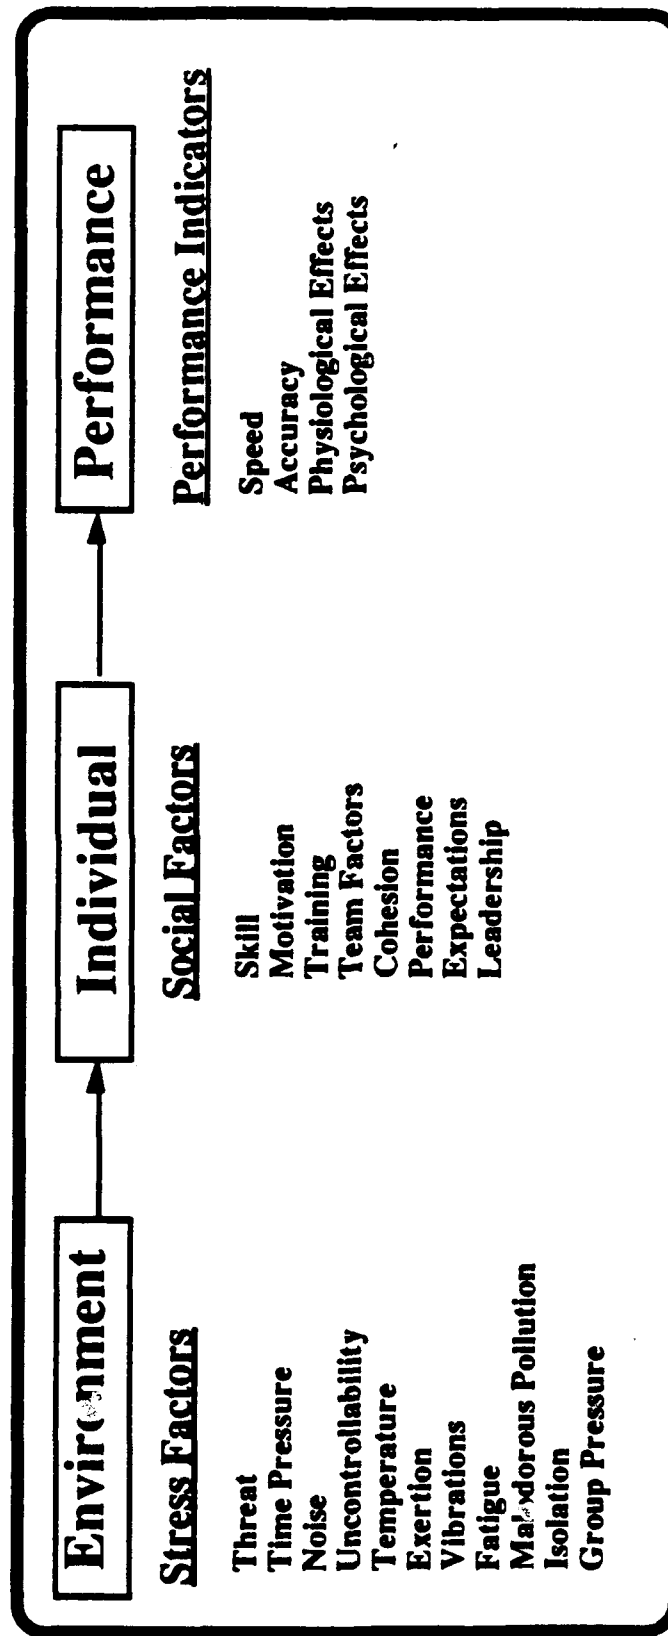 Environment
Stress Factors
Threat
Time Pressure
Noise
Uncontrollability
Temperature
Exertion
Vibrations
Fatigue
Malodorous Pollution
Isolation
Group Pressure
Individual
Social Factors
Skill
Motivation
Training
Team Factors
Cohesion
Performance
Expectations
Leadership
Performance
Performance Indicators
Speed
Accuracy
Physiological Effects
Psychological Effects